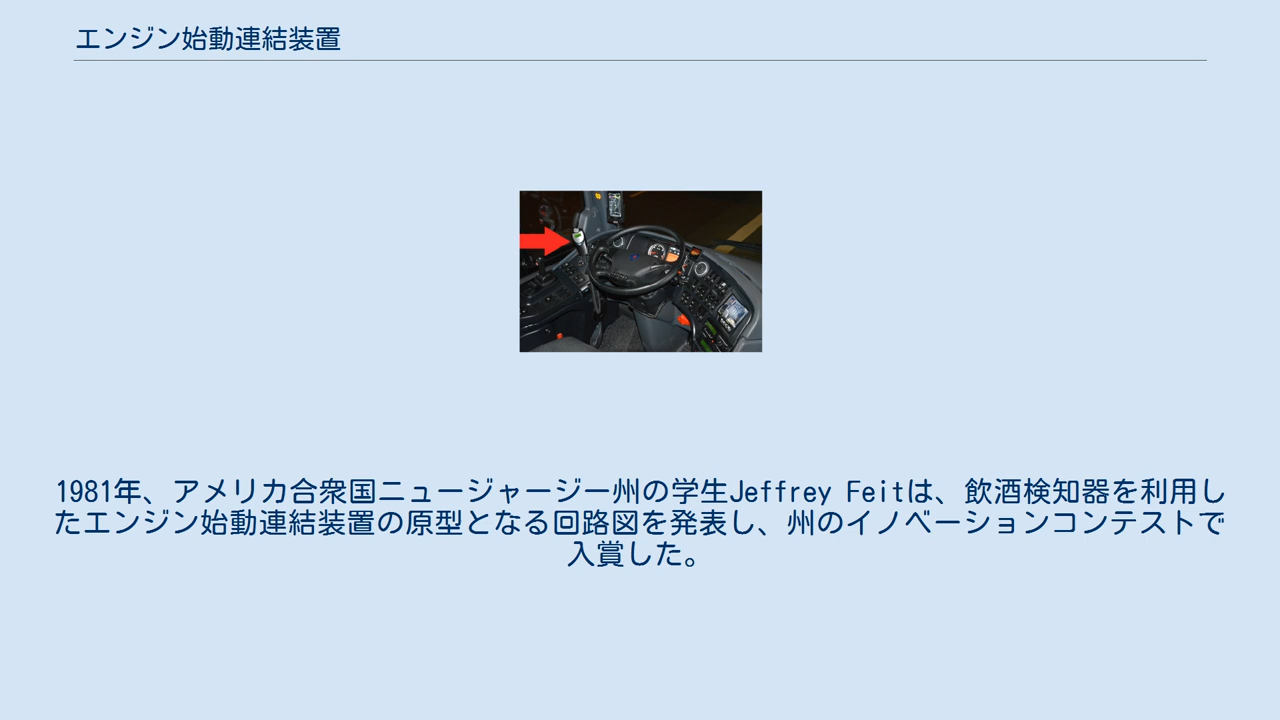 エンジン始動連結装置
1981年、アメリカ合衆国ニュージャージー州の学生Jeffrey Feitは、飲酒検知器を利用し
たエンジン始動連結装置の原型となる回路図を発表し、州のイノベーションコンテストで
入賞した。